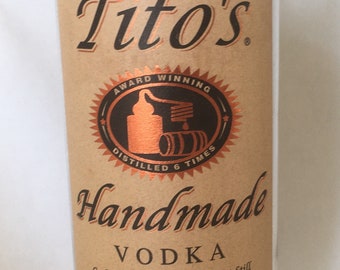 Tito's®
AWARD WINNING
DISTILLED 6 TIMES
Handmade
VODKA